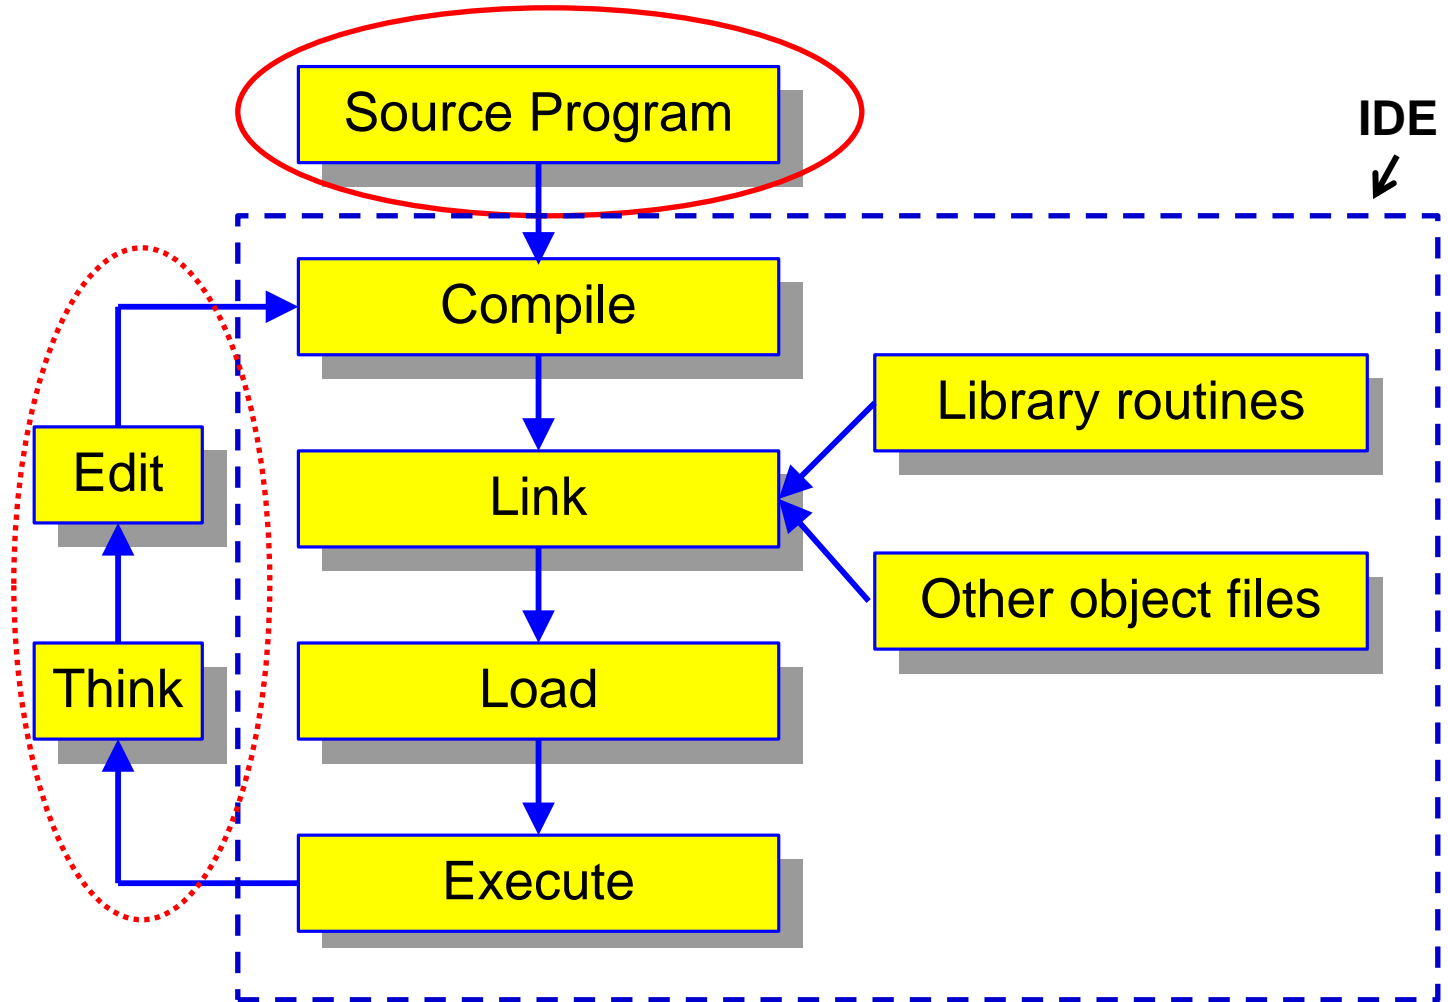 Source Program
IDE
Compile
Library routines
Edit
Link
Other object files
Think
Load
Execute